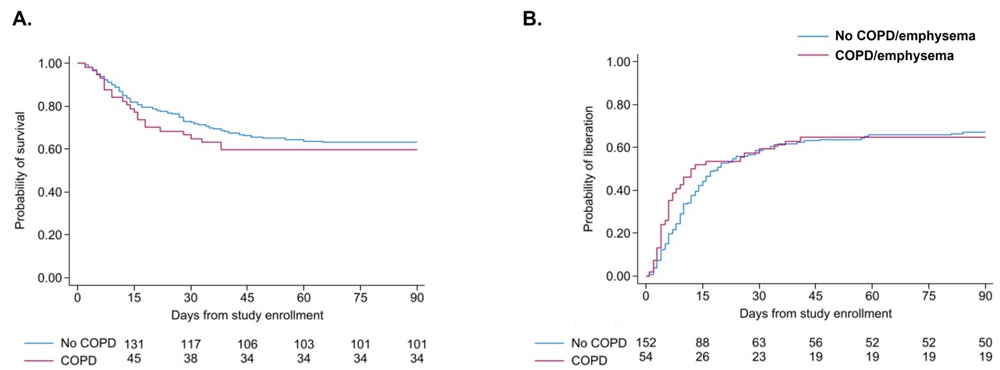 A.
Probability of survival
1.00
0.80
0.60
0.40
0.20
0.00
0 15 30 45 60 75 90
Days from study enrollment
No COPD 131 117 106 103 101 101
COPD 45 38 34 34 34 34
B.
No COPD/emphysema
COPD/emphysema
Probability of liberation
1.00
0.80
0.60
0.40
0.20
0.00
0 15 30 45 60 75 90
Days from study enrollment
No COPD 152 88 63 56 52 52 50
COPD 54 26 23 19 19 19 19